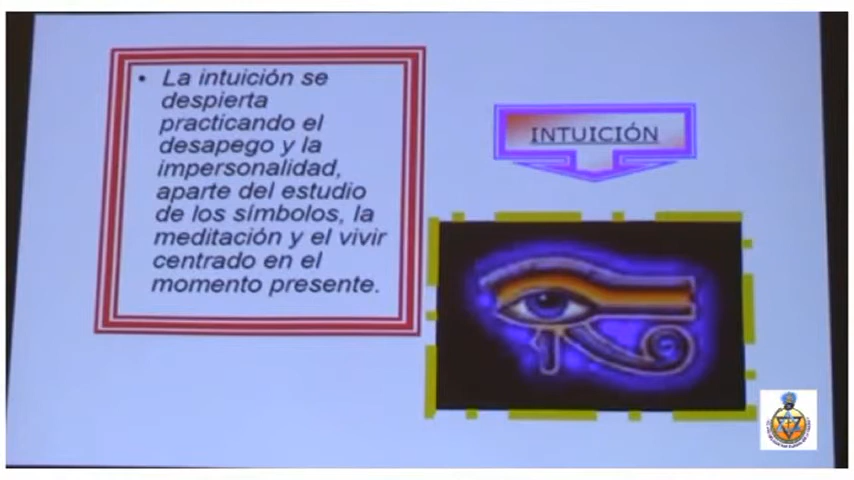 • La intuición se
despierta
practicando el
desapego y la
impersonalidad,
aparte del estudio
de los símbolos, la
meditación y el vivir
centrado en el
momento presente.
INTUICIÓN